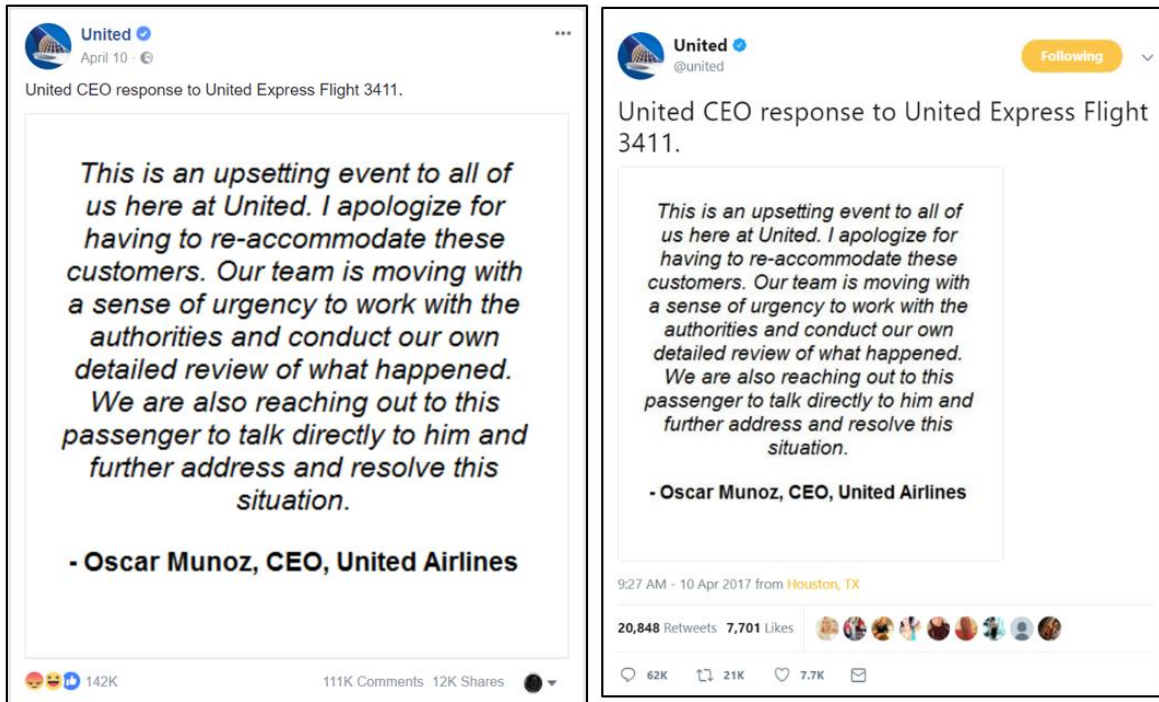 United
April 10
United CEO response to United Express Flight 3411.
This is an upsetting event to all of
us here at United. I apologize for
having to re-accommodate these
customers. Our team is moving with
a sense of urgency to work with the
authorities and conduct our own
detailed review of what happened.
We are also reaching out to this
passenger to talk directly to him and
further address and resolve this
situation.
- Oscar Munoz, CEO, United Airlines
142K
111K Comments 12K Shares
United
@united
Following
United CEO response to United Express Flight
3411.
This is an upsetting event to all of
us here at United. I apologize for
having to re-accommodate these
customers. Our team is moving with
a sense of urgency to work with the
authorities and conduct our own
detailed review of what happened.
We are also reaching out to this
passenger to talk directly to him and
further address and resolve this
situation.
- Oscar Munoz, CEO, United Airlines
9:27 AM - 10 Apr 2017 from Houston, TX
20,848 Retweets 7,701 Likes
62K 21K 7.7K